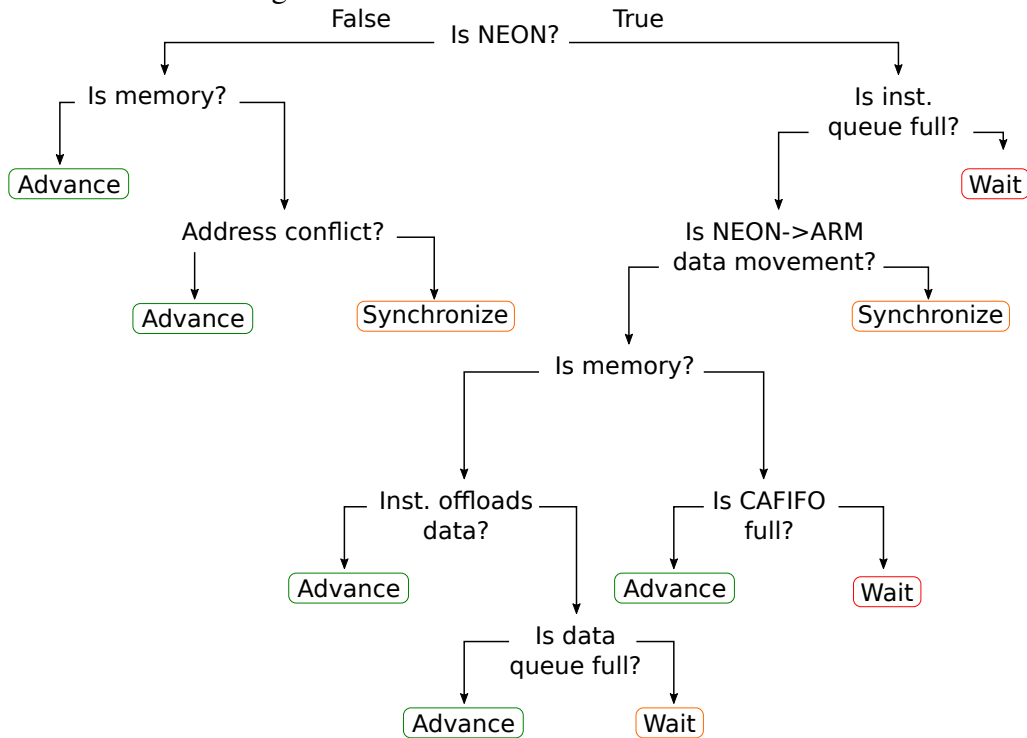 False
True
Is NEON?
Is memory?
Is inst.
queue full?
Advance
Wait
Address conflict?
Is NEON->ARM
data movement?
Advance
Synchronize
Synchronize
Is memory?
Inst. offloads
data?
Is CAFIFO
full?
Advance
Advance
Wait
Is data
queue full?
Advance
Wait